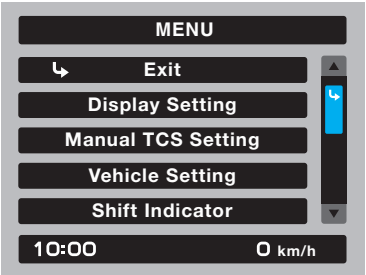 MENU
Exit
Display Setting
Manual TCS Setting
Vehicle Setting
Shift Indicator
10:00 0 km/h